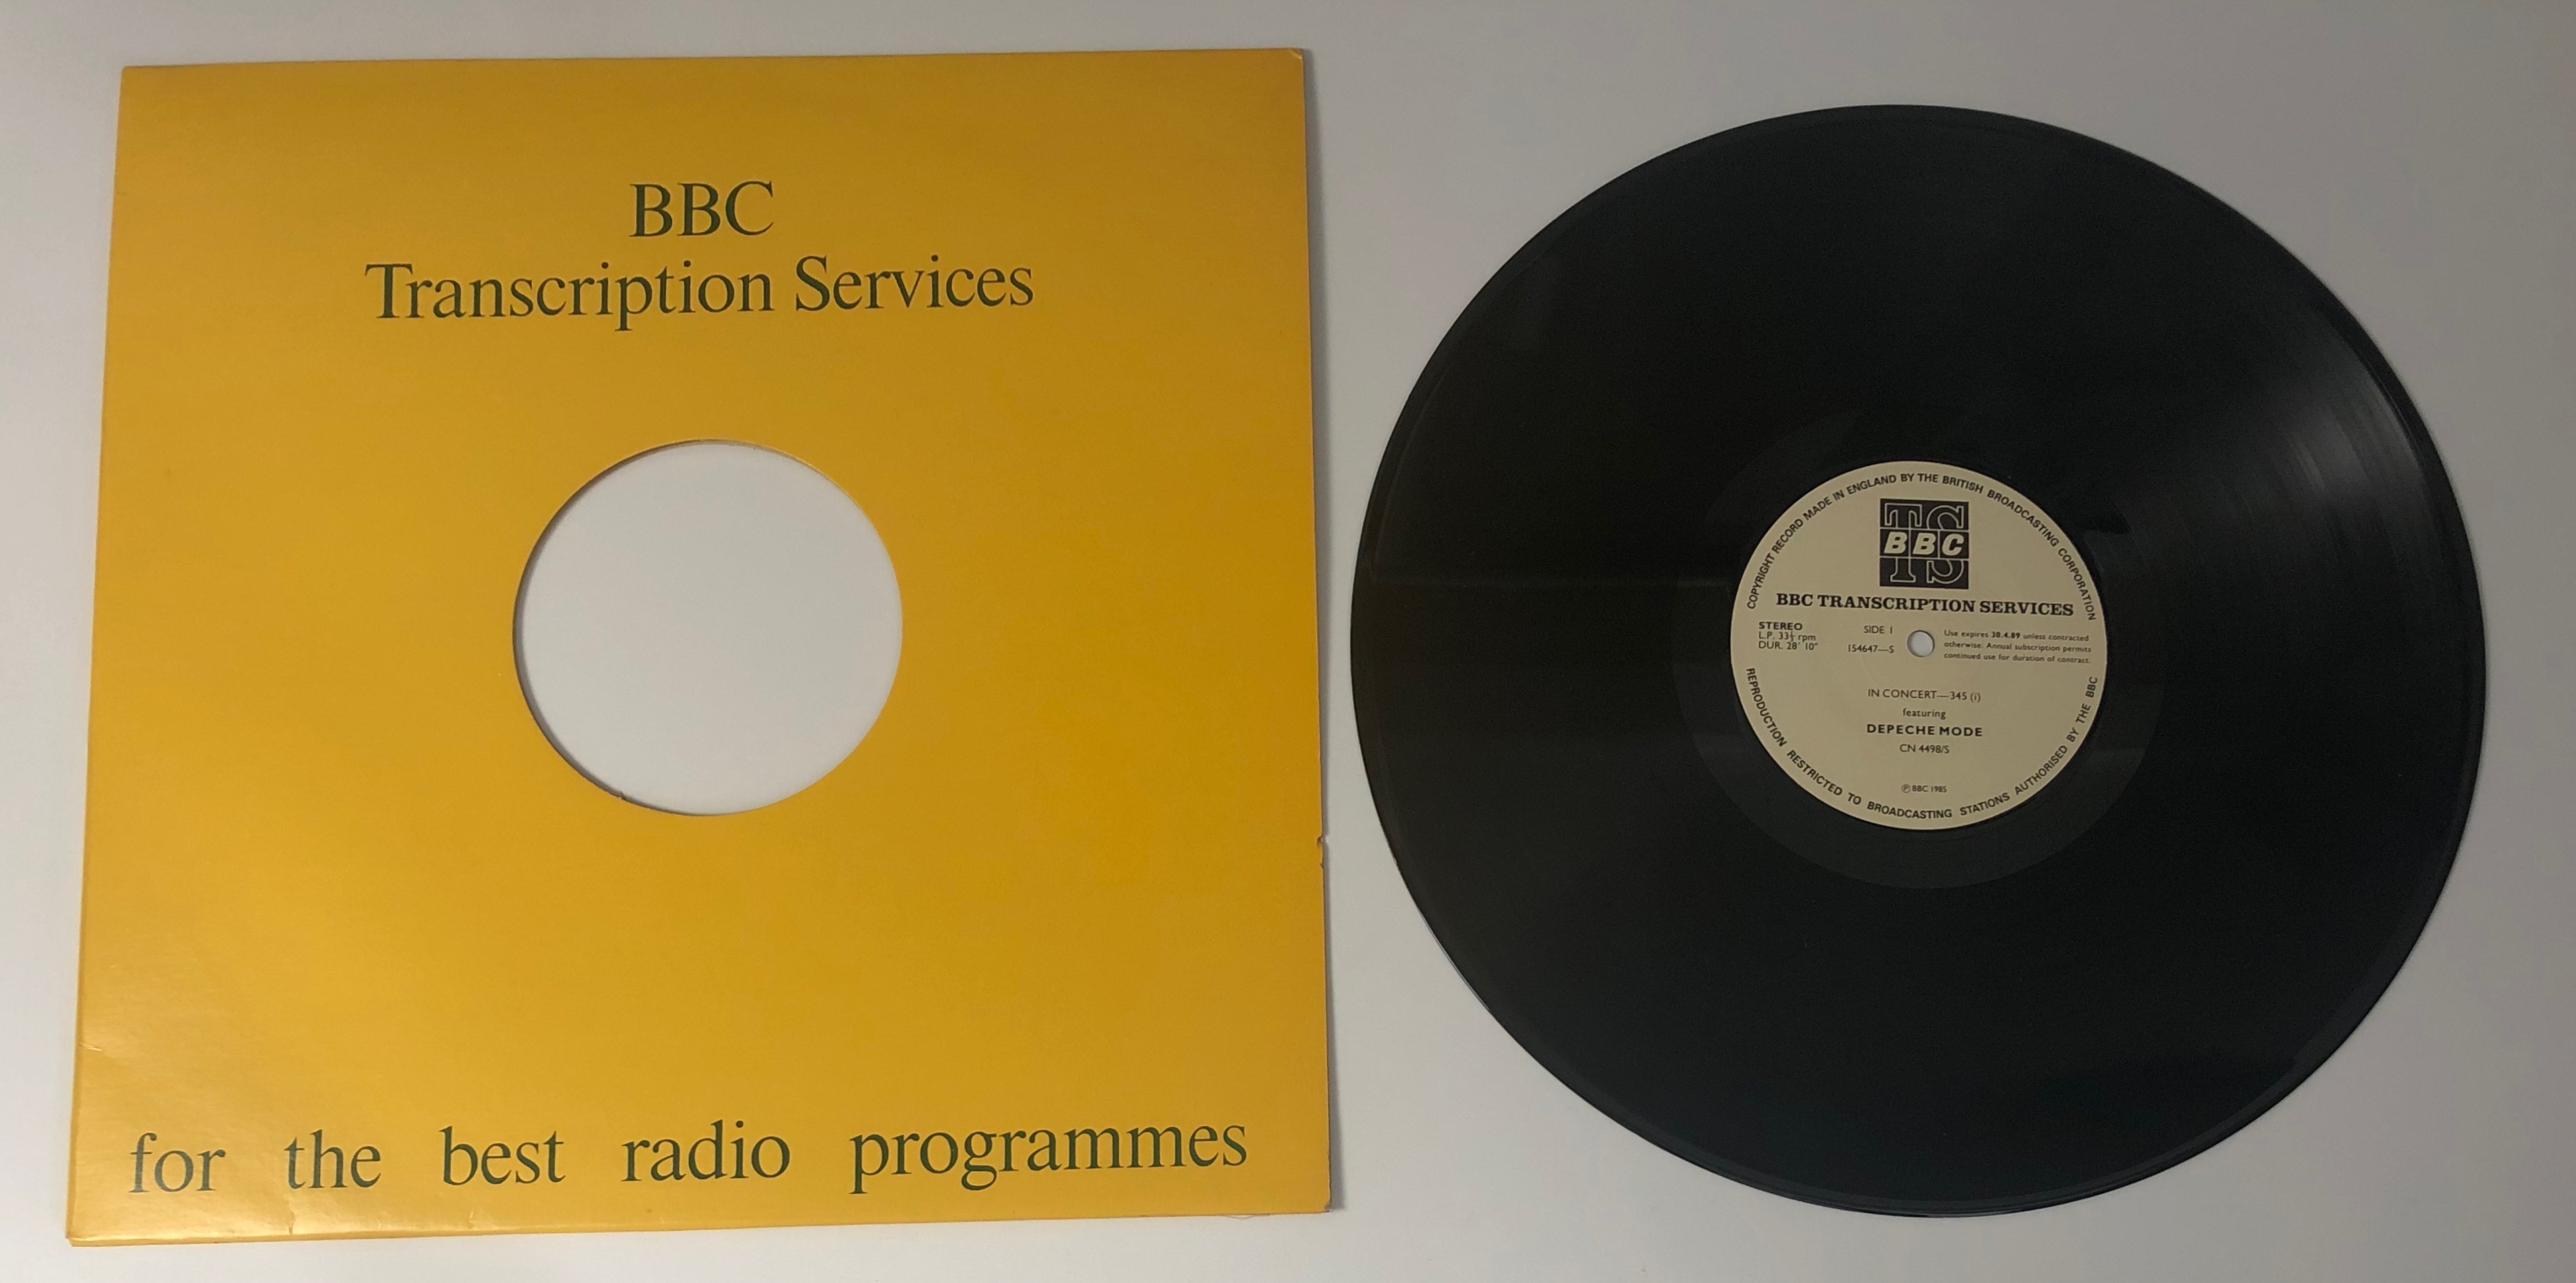 BBC
Transcription Services
for the best radio programmes
COPYRIGHT RECORD MADE IN ENGLAND BY THE BRITISH BROADCASTING CORPORATION
TS
BBC
TS
BBC TRANSCRIPTION SERVICES
STEREO
L.P. 33⅓ rpm
DUR. 28' 10"
SIDE 1
154647—S
Use expires 30.4.89 unless contracted
otherwise. Annual subscription permits
continued use for duration of contract.
IN CONCERT—345 (i)
featuring
DEPECHE MODE
CN 4498/S
℗ BBC 1985
REPRODUCTION RESTRICTED TO BROADCASTING STATIONS AUTHORISED BY THE BBC